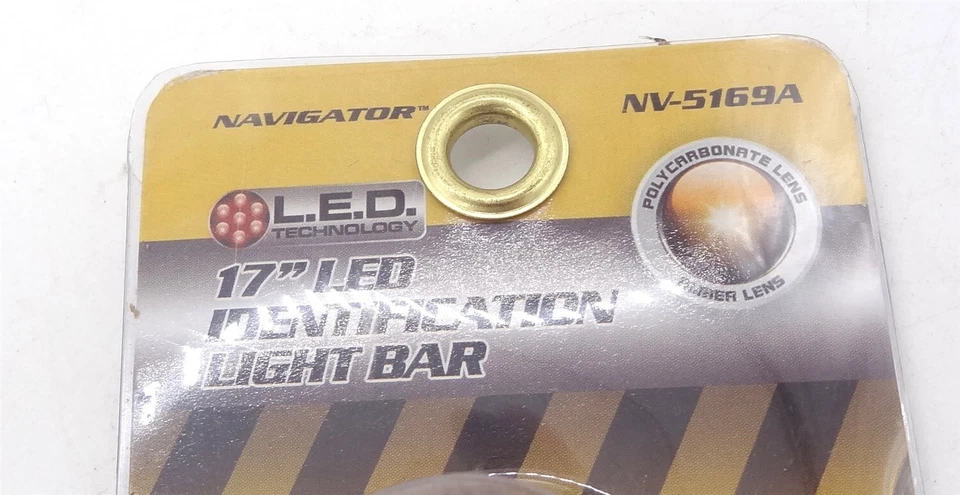 NAVIGATOR™
NV-5169A
L.E.D.
TECHNOLOGY
POLYCARBONATE LENS
AMBER LENS
17” LED
IDENTIFICATION
LIGHT BAR